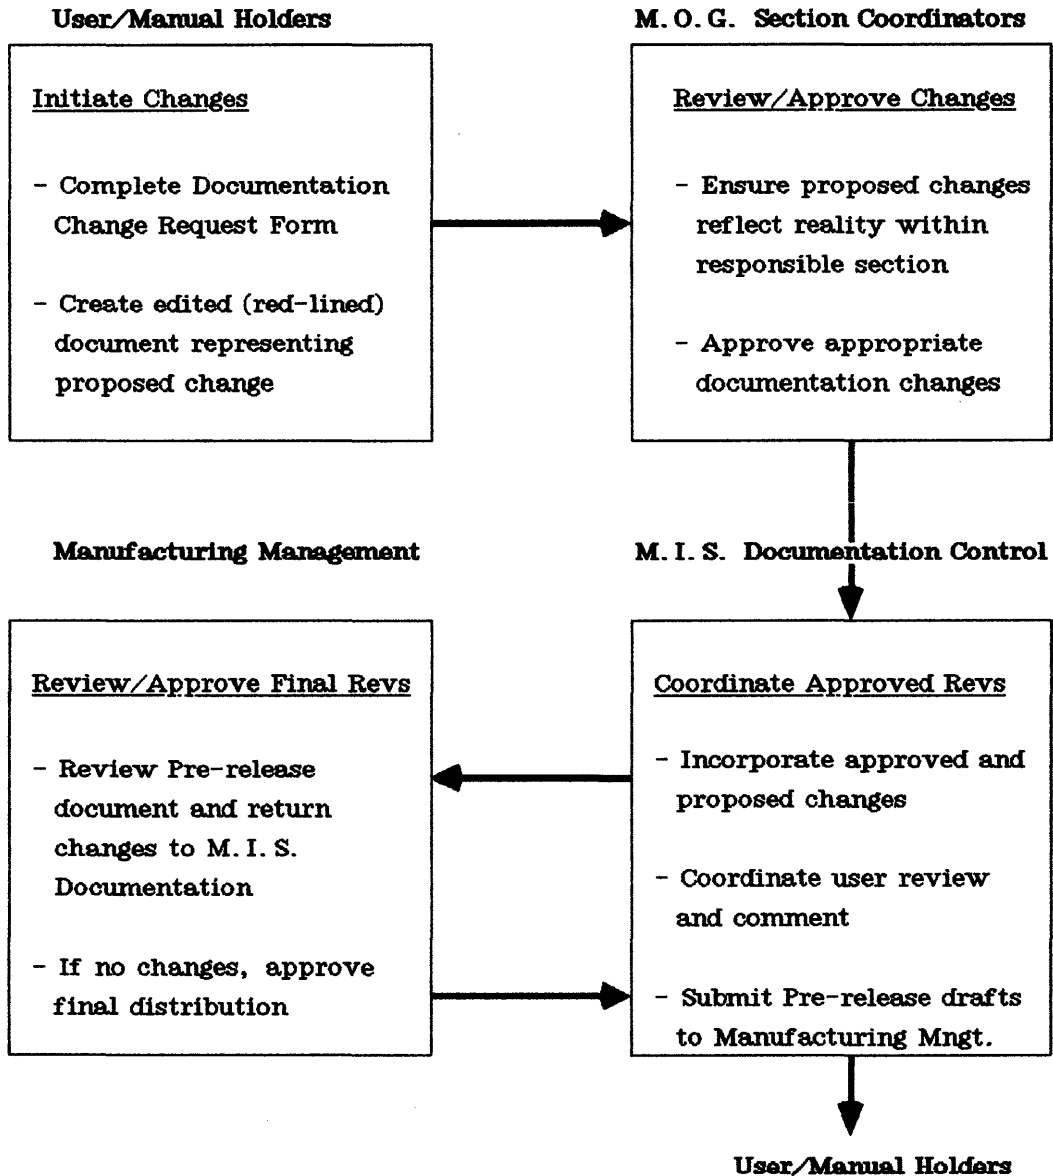 User/Manual Holders
Initiate Changes
- Complete Documentation
Change Request Form
- Create edited (red-lined)
document representing
proposed change
M. O. G. Section Coordinators
Review/Approve Changes
- Ensure proposed changes
reflect reality within
responsible section
- Approve appropriate
documentation changes
Manufacturing Management
Review/Approve Final Revs
- Review Pre-release
document and return
changes to M. I. S.
Documentation
- If no changes, approve
final distribution
M. I. S. Documentation Control
Coordinate Approved Revs
- Incorporate approved and
proposed changes
- Coordinate user review
and comment
- Submit Pre-release drafts
to Manufacturing Mngt.
User/Manual Holders